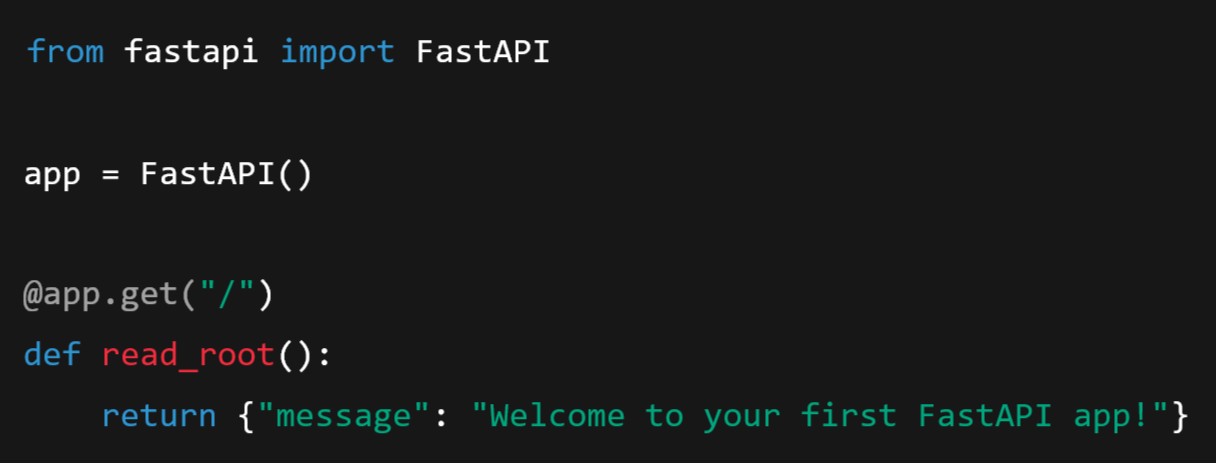 from fastapi import FastAPI
app = FastAPI()
@app.get("/")
def read_root():
    return {"message": "Welcome to your first FastAPI app!"}